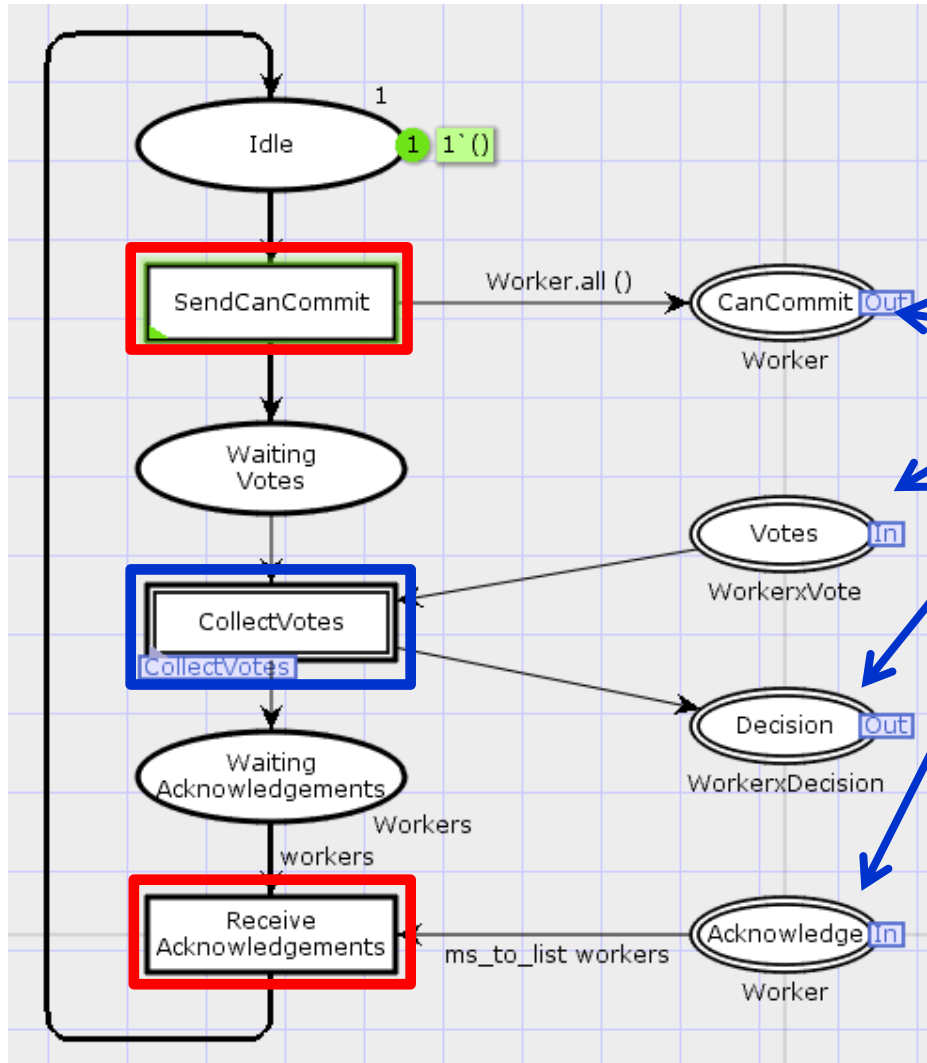 1
Idle
1
1`()
SendCanCommit
Worker.all ()
CanCommit
Out
Worker
Waiting
Votes
Votes
In
WorkerxVote
CollectVotes
CollectVotes
Decision
Out
WorkerxDecision
Waiting
Acknowledgements
Workers
workers
Receive
Acknowledgements
ms_to_list workers
Acknowledge
In
Worker